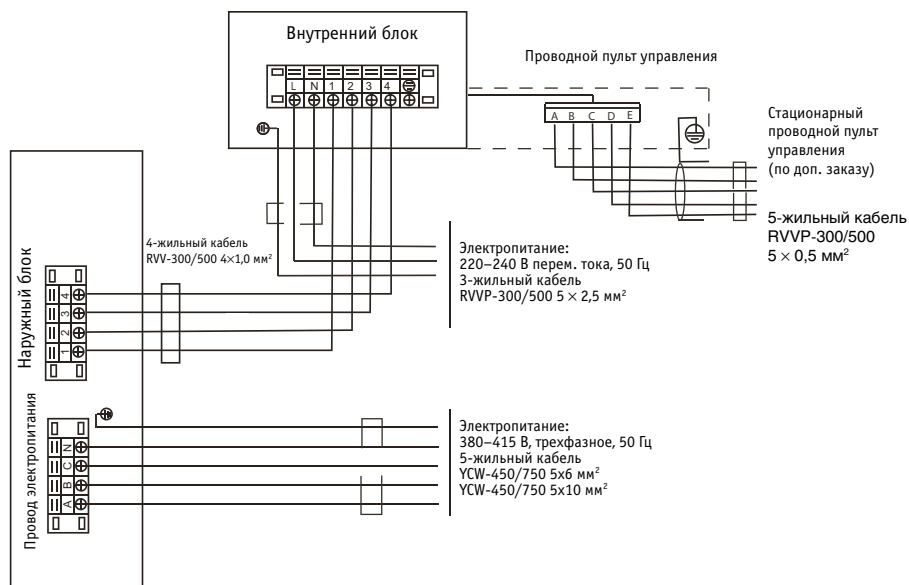 Внутренний блок
L N 1 2 3 4
Проводной пульт управления
A B C D E
Стационарный
проводной пульт
управления
(по доп. заказу)
5-жильный кабель
RVVP-300/500
5 × 0,5 мм²
4-жильный кабель
RVV-300/500 4×1,0 мм²
Электропитание:
220–240 В перем. тока, 50 Гц
3-жильный кабель
RVVP-300/500 5 × 2,5 мм²
Наружный блок
4
3
2
1
Провод электропитания
N
C
B
A
Электропитание:
380–415 В, трехфазное, 50 Гц
5-жильный кабель
YCW-450/750 5х6 мм²
YCW-450/750 5х10 мм²